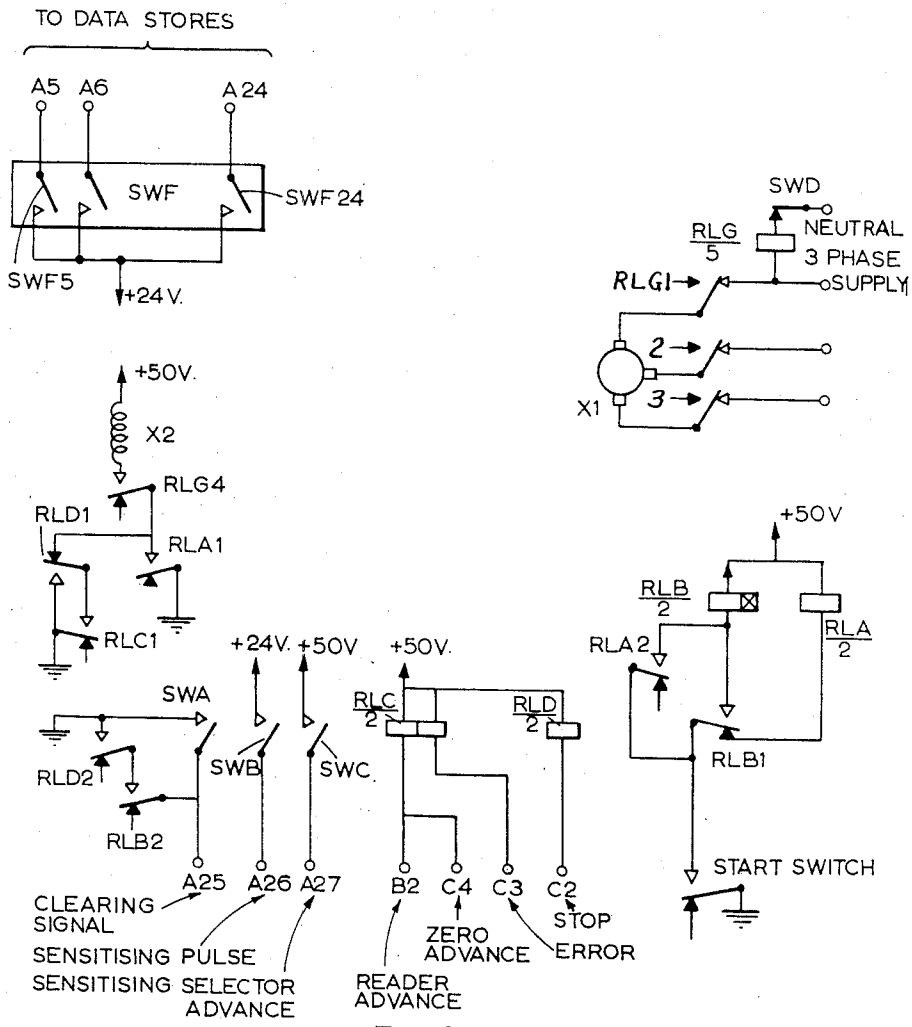 TO DATA STORES
A5
A6
A24
SWF
SWF24
SWF5
+24V.
SWD
NEUTRAL
RLG
5
3 PHASE
SUPPLY
RLG1
2
3
X1
+50V.
X2
RLG4
RLD1
RLA1
RLC1
+50V
RLB
2
RLA
2
RLA2
RLB1
START SWITCH
+24V.
+50V
+50V.
SWA
RLC
2
RLD
2
SWB
SWC
RLD2
RLB2
A25
A26
A27
B2
C4
C3
C2
CLEARING
SIGNAL
SENSITISING PULSE
SENSITISING SELECTOR
ADVANCE
READER
ADVANCE
ZERO
ADVANCE
ERROR
STOP